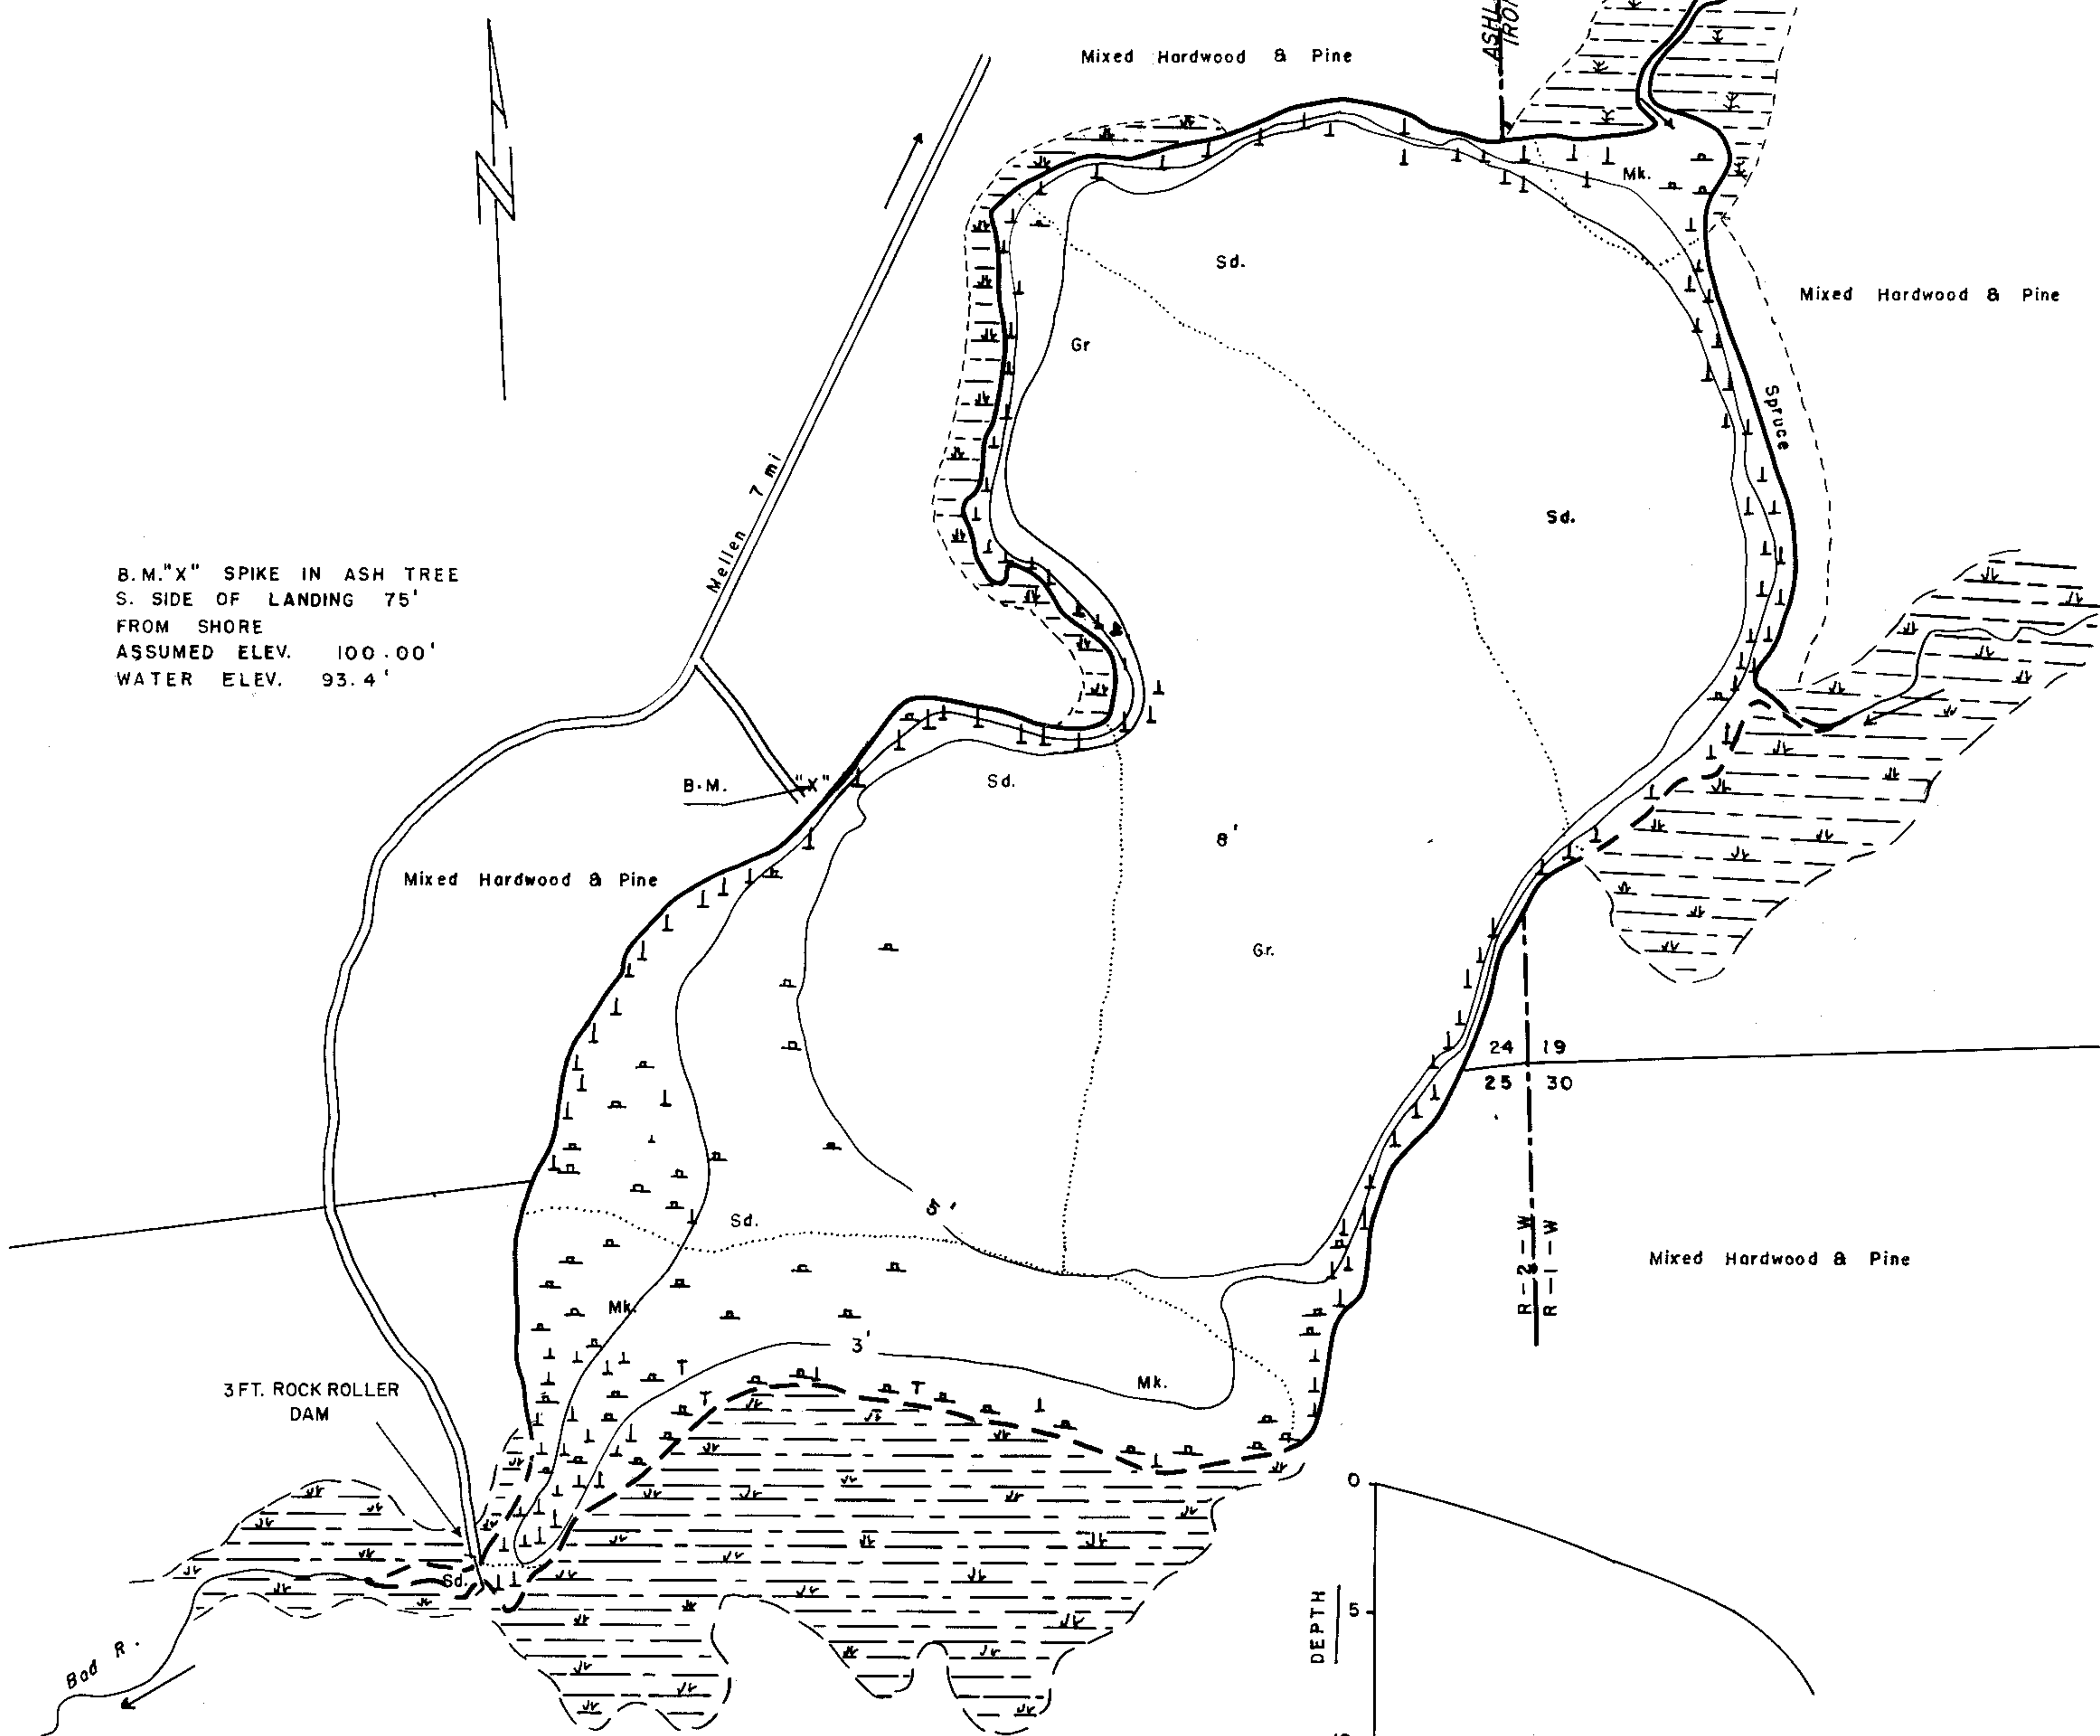 ASHL
IRON
Mixed Hardwood & Pine
Mk.
Sd.
Mixed Hardwood & Pine
Gr
Spruce
Mellen 7 mi
Sd.
B.M."X" SPIKE IN ASH TREE
S. SIDE OF LANDING 75'
FROM SHORE
ASSUMED ELEV. 100.00'
WATER ELEV. 93.4'
B.M. "X"
Sd.
8'
Mixed Hardwood & Pine
Gr.
24 19
25 30
5'
Sd.
R-2-W
R-1-W
Mixed Hardwood & Pine
Mk.
3'
Mk.
3 FT. ROCK ROLLER
DAM
Sd.
Bad R.
0
5
DEPTH